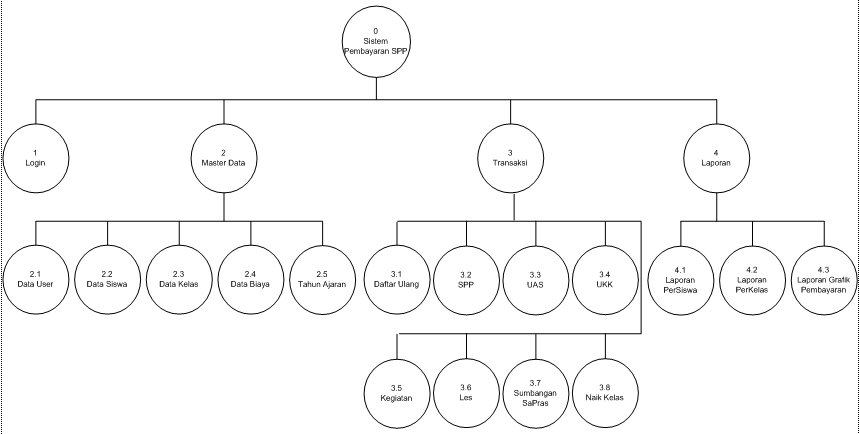 0
Sistem
Pembayaran SPP
1
Login
2
Master Data
3
Transaksi
4
Laporan
2.1
Data User
2.2
Data Siswa
2.3
Data Kelas
2.4
Data Biaya
2.5
Tahun Ajaran
3.1
Daftar Ulang
3.2
SPP
3.3
UAS
3.4
UKK
4.1
Laporan
PerSiswa
4.2
Laporan
PerKelas
4.3
Laporan Grafik
Pembayaran
3.5
Kegiatan
3.6
Les
3.7
Sumbangan
SaPras
3.8
Naik Kelas